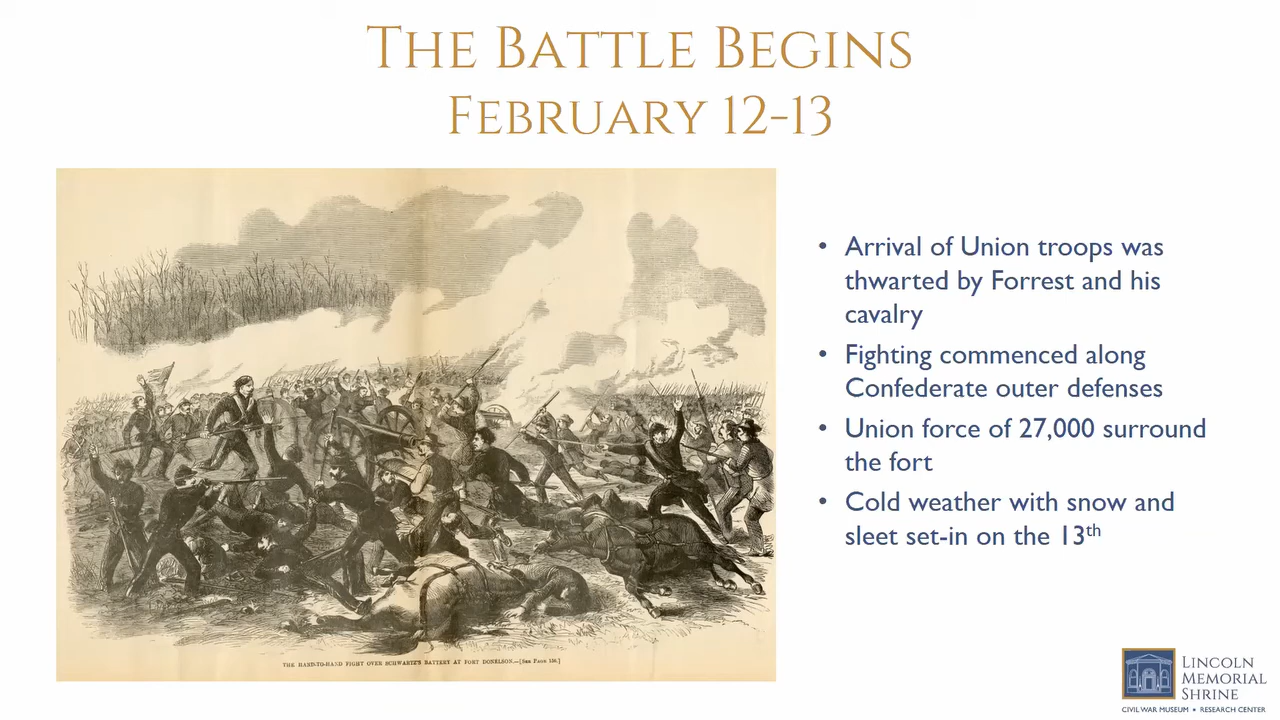 The Battle Begins
February 12-13
• Arrival of Union troops was
thwarted by Forrest and his
cavalry
• Fighting commenced along
Confederate outer defenses
• Union force of 27,000 surround
the fort
• Cold weather with snow and
sleet set-in on the 13th
THE HAND-TO-HAND FIGHT OVER SCHWARTZ'S BATTERY AT FORT DONELSON.—[See Page 150.]
Lincoln
Memorial
Shrine
CIVIL WAR MUSEUM • RESEARCH CENTER